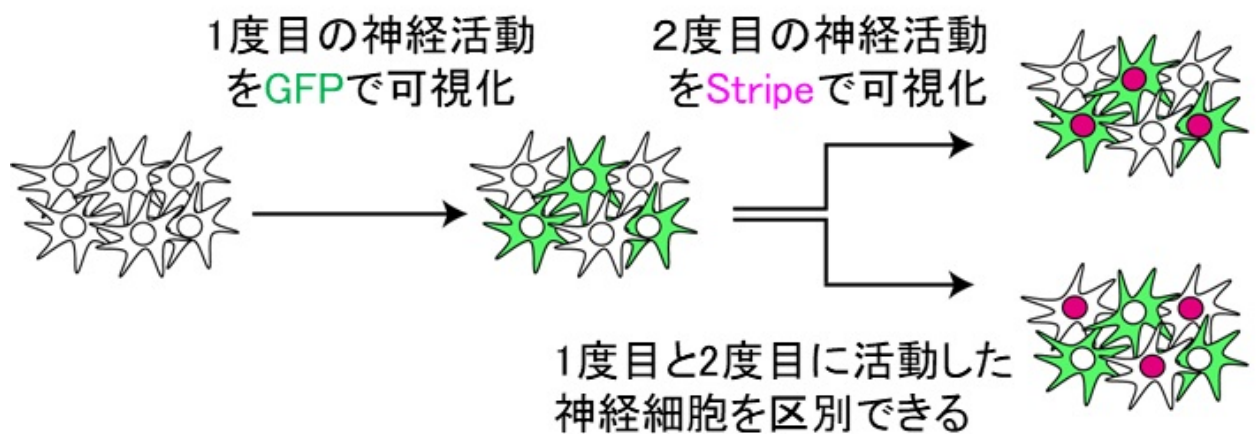 1度目の神経活動
をGFPで可視化
2度目の神経活動
をStripeで可視化
1度目と2度目に活動した
神経細胞を区別できる